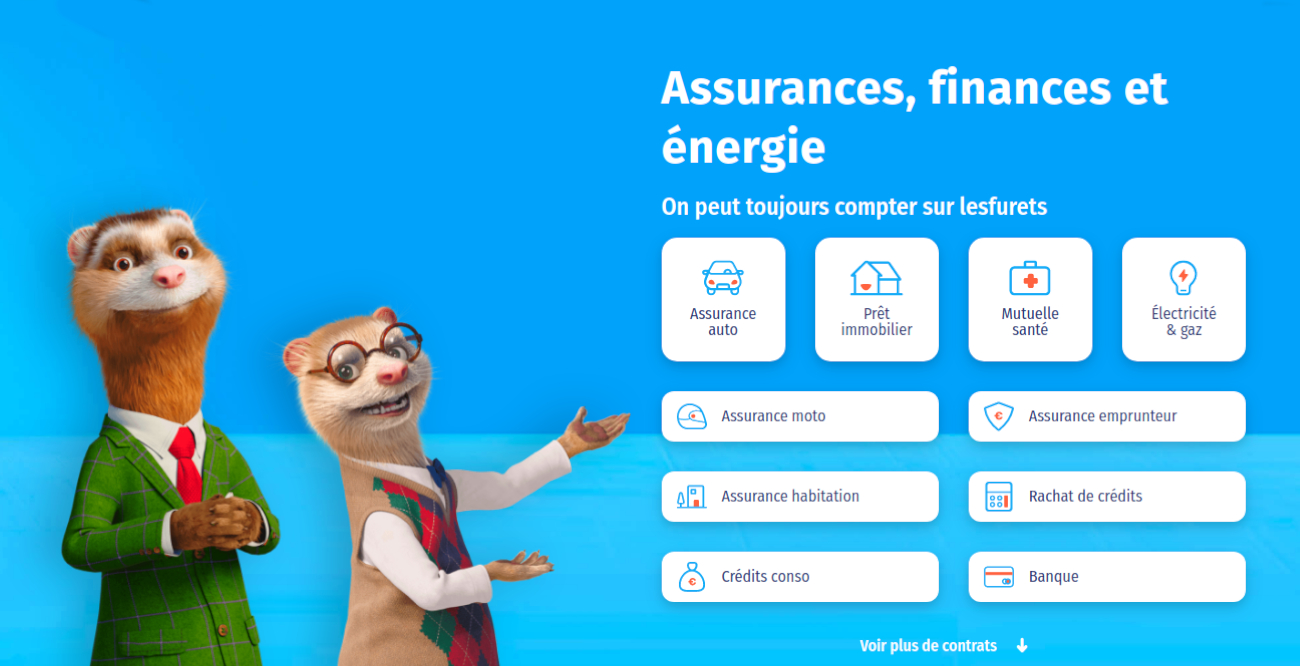 Assurances, finances et
énergie
On peut toujours compter sur lesfurets
Assurance
auto
Prêt
immobilier
Mutuelle
santé
Électricité
& gaz
Assurance moto
Assurance emprunteur
Assurance habitation
Rachat de crédits
Crédits conso
Banque
Voir plus de contrats